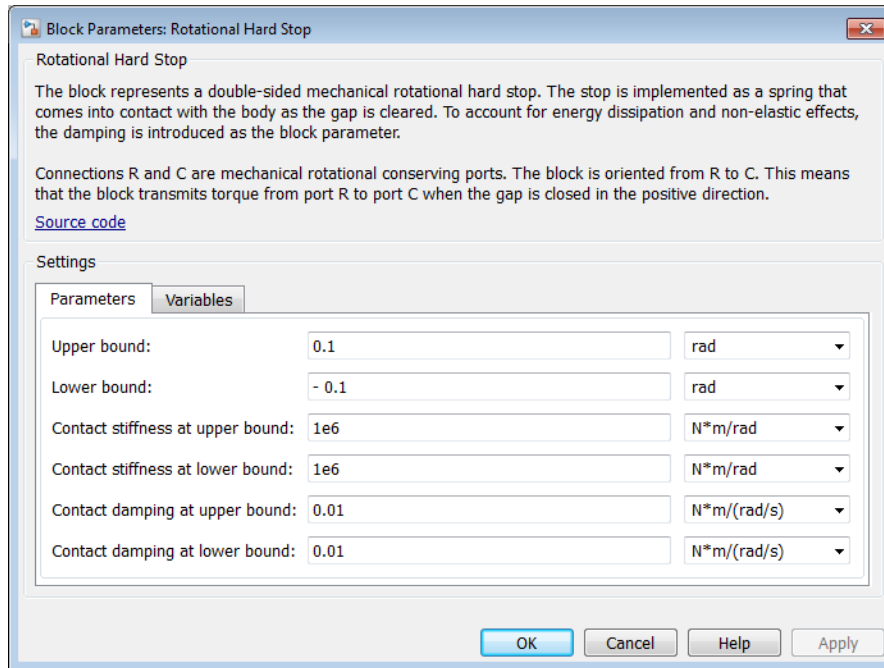 Block Parameters: Rotational Hard Stop
Rotational Hard Stop
The block represents a double-sided mechanical rotational hard stop. The stop is implemented as a spring that
comes into contact with the body as the gap is cleared. To account for energy dissipation and non-elastic effects,
the damping is introduced as the block parameter.
Connections R and C are mechanical rotational conserving ports. The block is oriented from R to C. This means
that the block transmits torque from port R to port C when the gap is closed in the positive direction.
Source code
Settings
Parameters Variables
Upper bound: 0.1 rad
Lower bound: - 0.1 rad
Contact stiffness at upper bound: 1e6 N*m/rad
Contact stiffness at lower bound: 1e6 N*m/rad
Contact damping at upper bound: 0.01 N*m/(rad/s)
Contact damping at lower bound: 0.01 N*m/(rad/s)
OK Cancel Help Apply